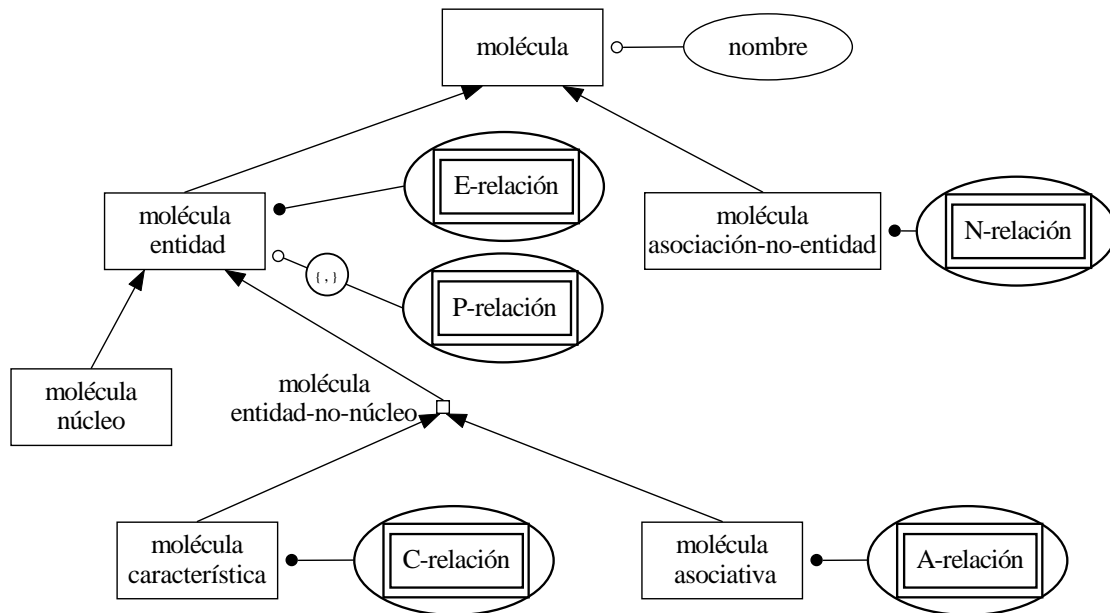 molécula
nombre
E-relación
molécula
entidad
molécula
asociación-no-entidad
N-relación
{ , }
P-relación
molécula
núcleo
molécula
entidad-no-núcleo
molécula
característica
C-relación
molécula
asociativa
A-relación